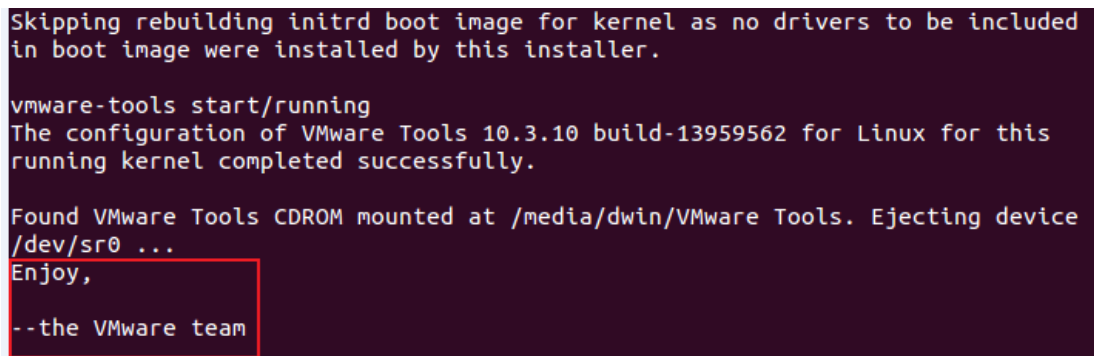 Skipping rebuilding initrd boot image for kernel as no drivers to be included
in boot image were installed by this installer.
vmware-tools start/running
The configuration of VMware Tools 10.3.10 build-13959562 for Linux for this
running kernel completed successfully.
Found VMware Tools CDROM mounted at /media/dwin/VMware Tools. Ejecting device
/dev/sr0 ...
Enjoy,
--the VMware team